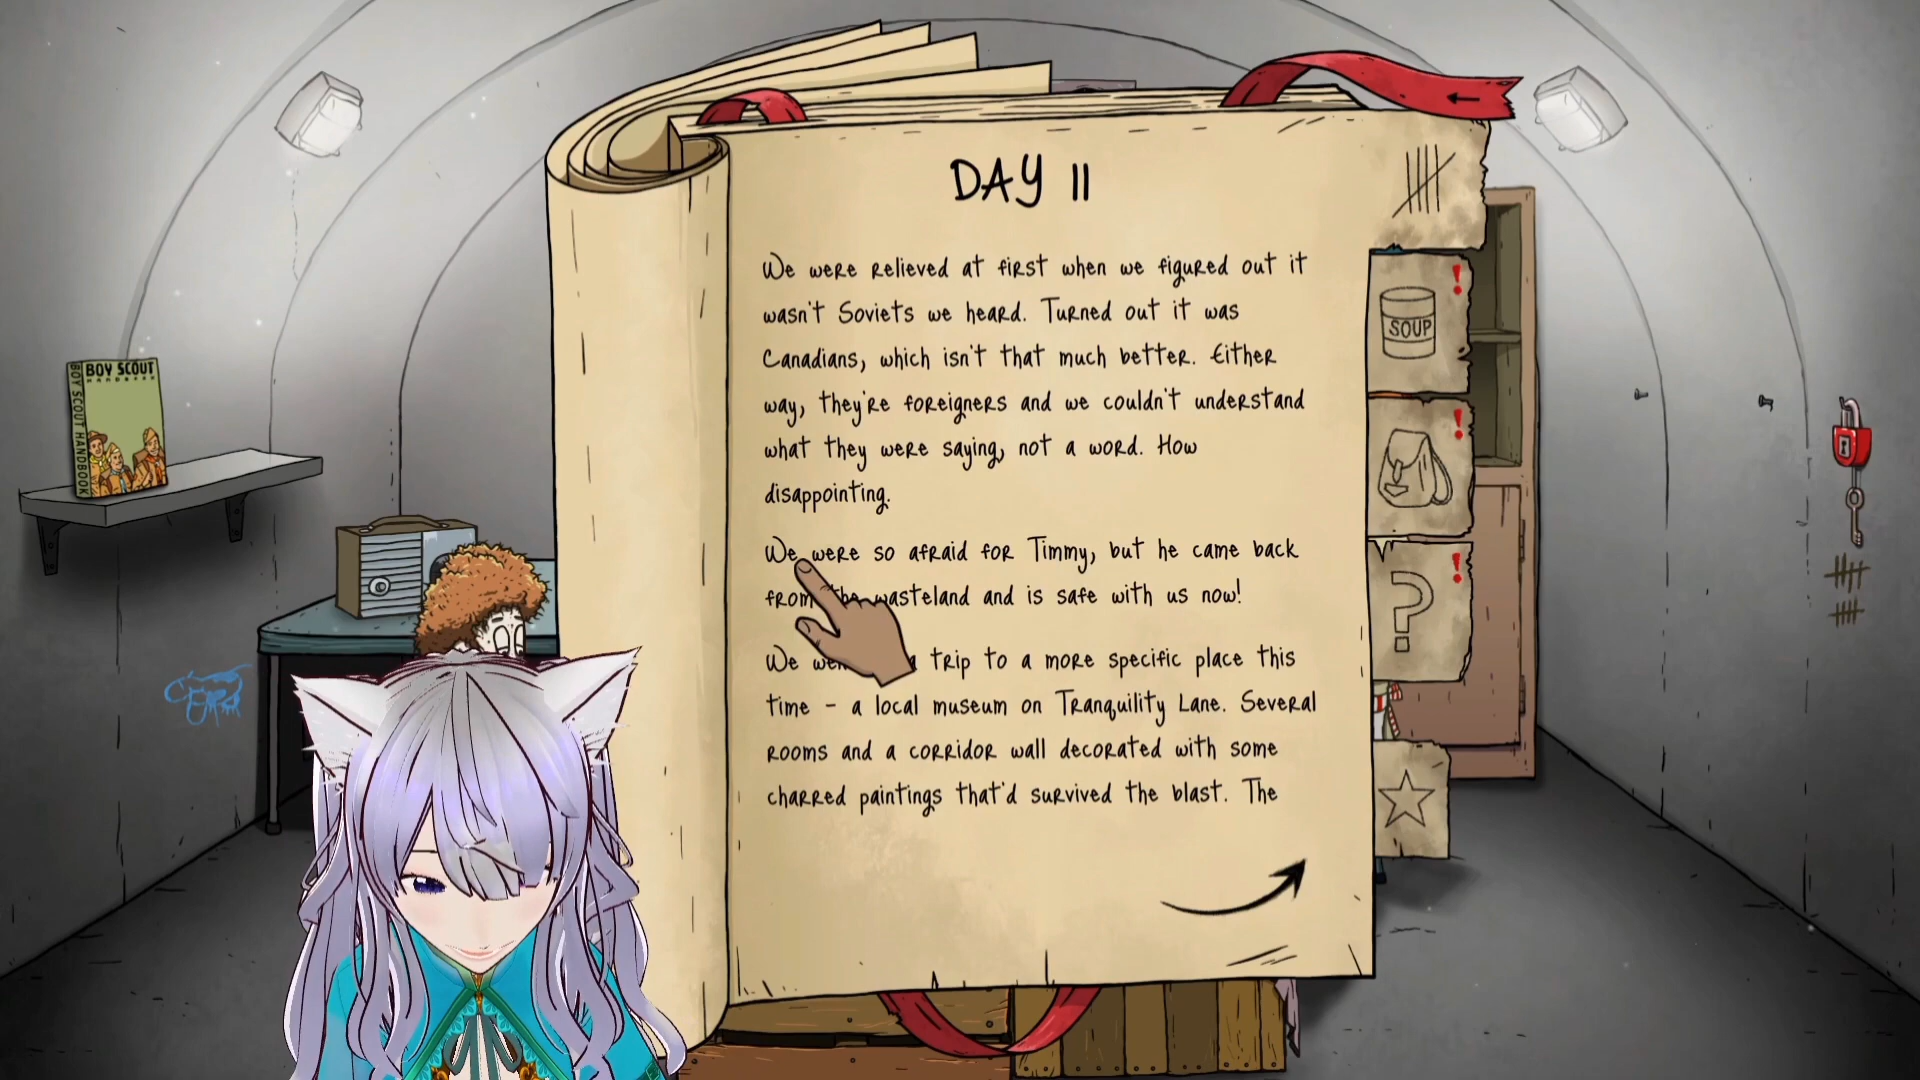 DAY 11
We were relieved at first when we figured out it
wasn't Soviets we heard. Turned out it was
Canadians, which isn't that much better. Either
way, they're foreigners and we couldn't understand
what they were saying, not a word. How
disappointing.
We were so afraid for Timmy, but he came back
from the wasteland and is safe with us now!
We trip to a more specific place this
time - a local museum on Tranquility Lane. Several
rooms and a corridor wall decorated with some
charred paintings that'd survived the blast. The
SOUP
!
!
?
!
BOY SCOUT
HANDBOOK
BOY SCOUT HANDBOOK